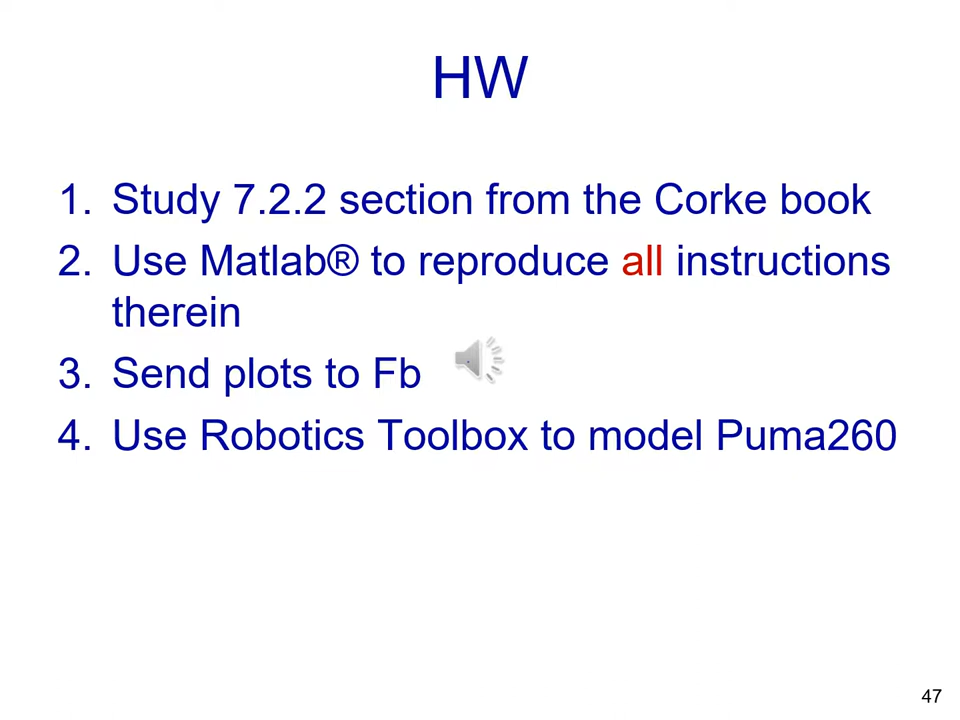 HW
1. Study 7.2.2 section from the Corke book
2. Use Matlab® to reproduce all instructions
therein
3. Send plots to Fb
4. Use Robotics Toolbox to model Puma260
47